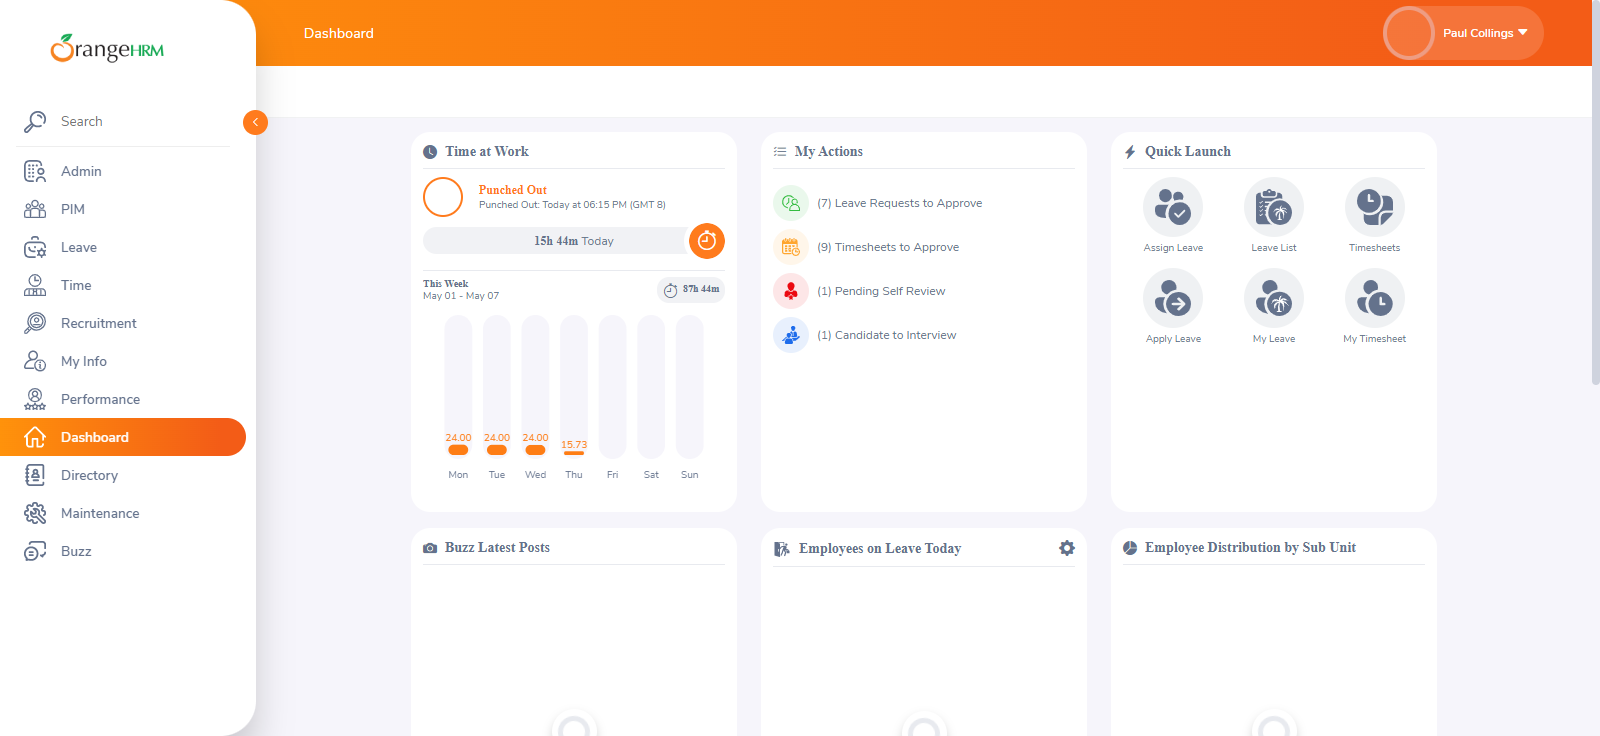 OrangeHRM
Dashboard
Paul Collings
Search
Admin
PIM
Leave
Time
Recruitment
My Info
Performance
Dashboard
Directory
Maintenance
Buzz
Time at Work
Punched Out
Punched Out: Today at 06:15 PM (GMT 8)
15h 44m Today
This Week
May 01 - May 07
87h 44m
24.00 24.00 24.00 15.73
Mon Tue Wed Thu Fri Sat Sun
My Actions
(7) Leave Requests to Approve
(9) Timesheets to Approve
(1) Pending Self Review
(1) Candidate to Interview
Quick Launch
Assign Leave Leave List Timesheets
Apply Leave My Leave My Timesheet
Buzz Latest Posts
Employees on Leave Today
Employee Distribution by Sub Unit